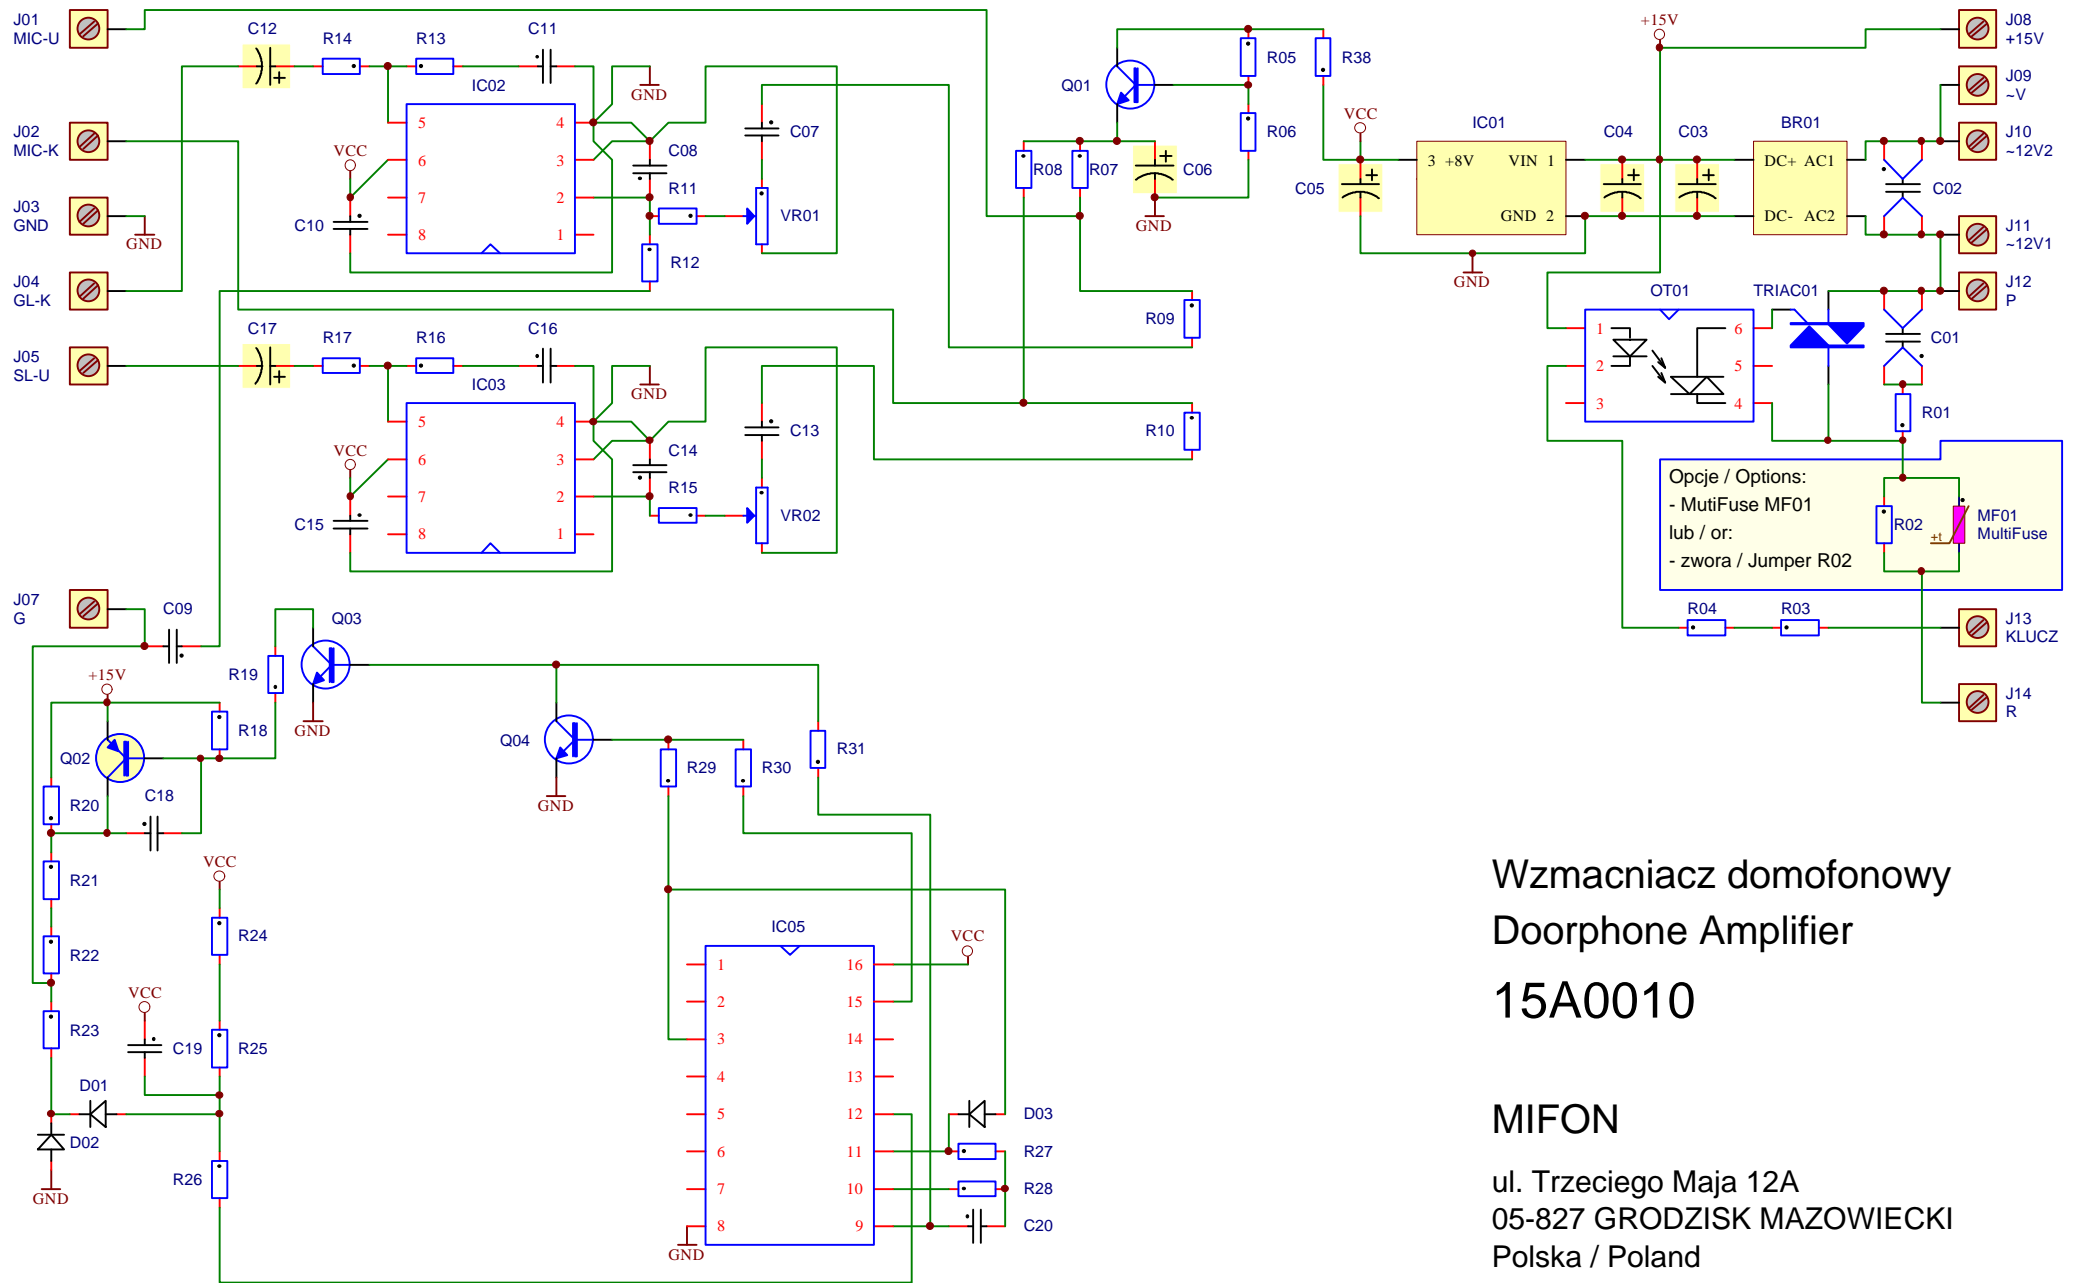 J01
MIC-U
J02
MIC-K
J03
GND
GND
J04
GL-K
J05
SL-U
J07
G
C12
R14
R13
C11
IC02
GND
5
6
7
8
4
3
2
1
VCC
C10
C08
R11
R12
C07
VR01
C17
R17
R16
C16
IC03
GND
5
6
7
8
4
3
2
1
VCC
C15
C14
R15
C13
VR02
Q01
R05
R06
R38
R08
R07
C06
GND
R09
R10
VCC
C05
IC01
3 +8V
VIN 1
GND 2
GND
C04
C03
+15V
BR01
DC+ AC1
DC- AC2
C02
J08
+15V
J09
~V
J10
~12V2
J11
~12V1
J12
P
OT01
1
2
3
6
5
4
TRIAC01
C01
R01
Opcje / Options:
- MutiFuse MF01
lub / or:
- zwora / Jumper R02
R02
+t
MF01
MultiFuse
R04
R03
J13
KLUCZ
J14
R
C09
Q03
R19
GND
+15V
R18
Q02
C18
R20
R21
R22
R23
VCC
R24
R25
VCC
C19
D01
D02
GND
R26
Q04
GND
R29
R30
R31
IC05
1
2
3
4
5
6
7
8
16
15
14
13
12
11
10
9
VCC
GND
D03
R27
R28
C20
Wzmacniacz domofonowy
Doorphone Amplifier
15A0010
MIFON
ul. Trzeciego Maja 12A
05-827 GRODZISK MAZOWIECKI
Polska / Poland